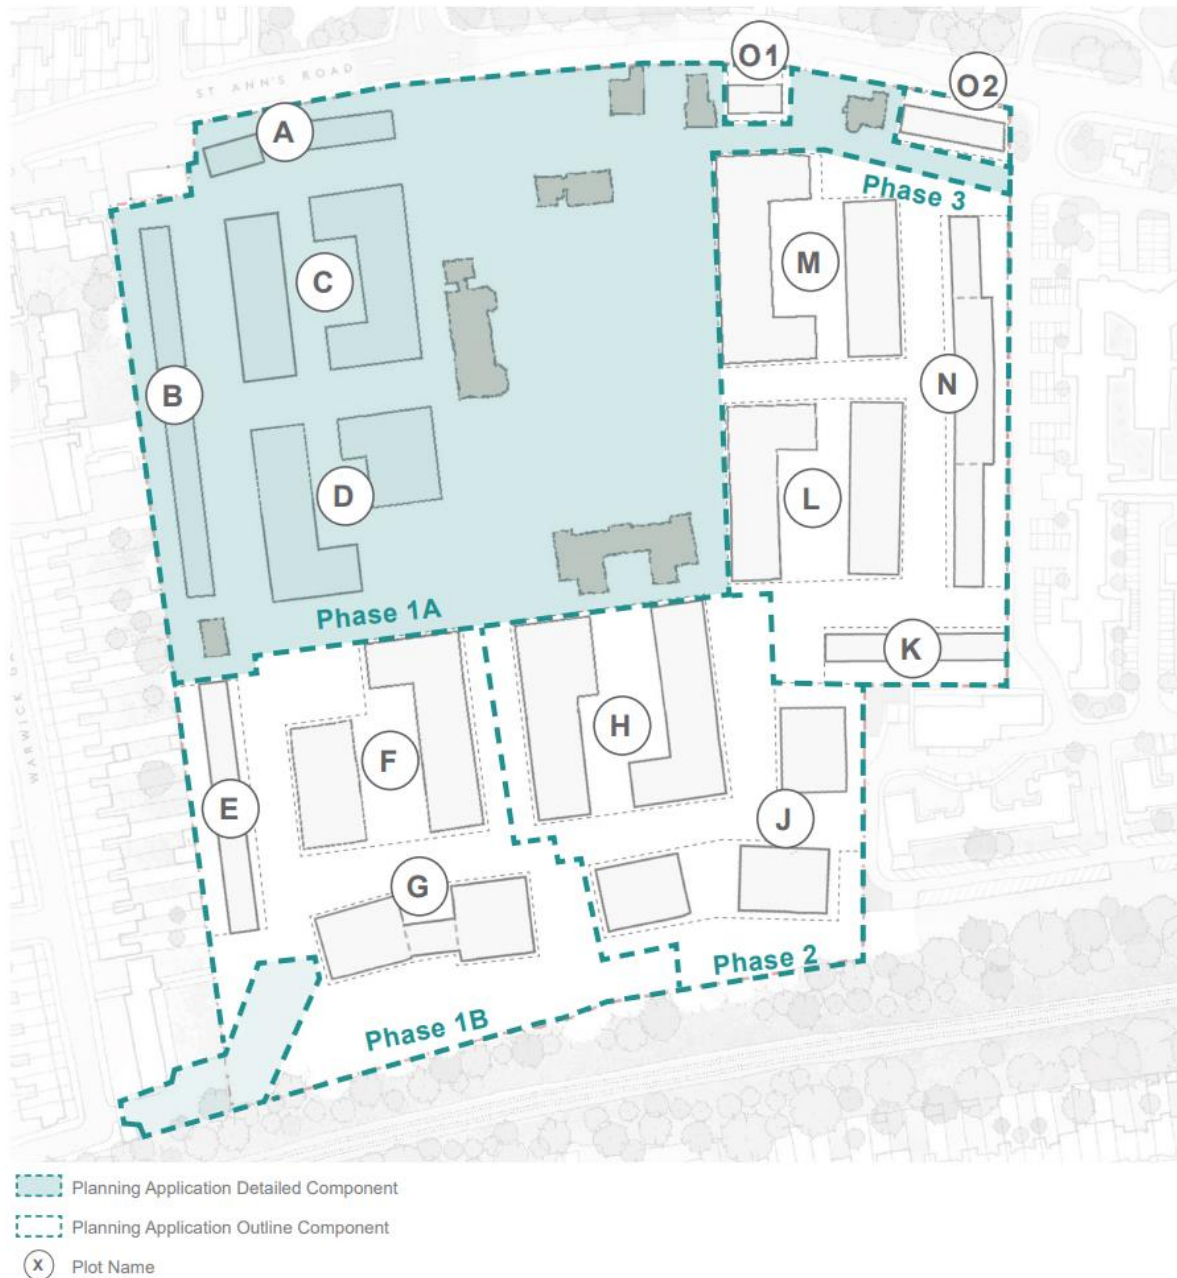 O1
O2
ST ANN'S ROAD
A
Phase 3
M
C
N
B
D
L
Phase 1A
K
H
F
E
J
G
Phase 2
Phase 1B
Planning Application Detailed Component
Planning Application Outline Component
X Plot Name